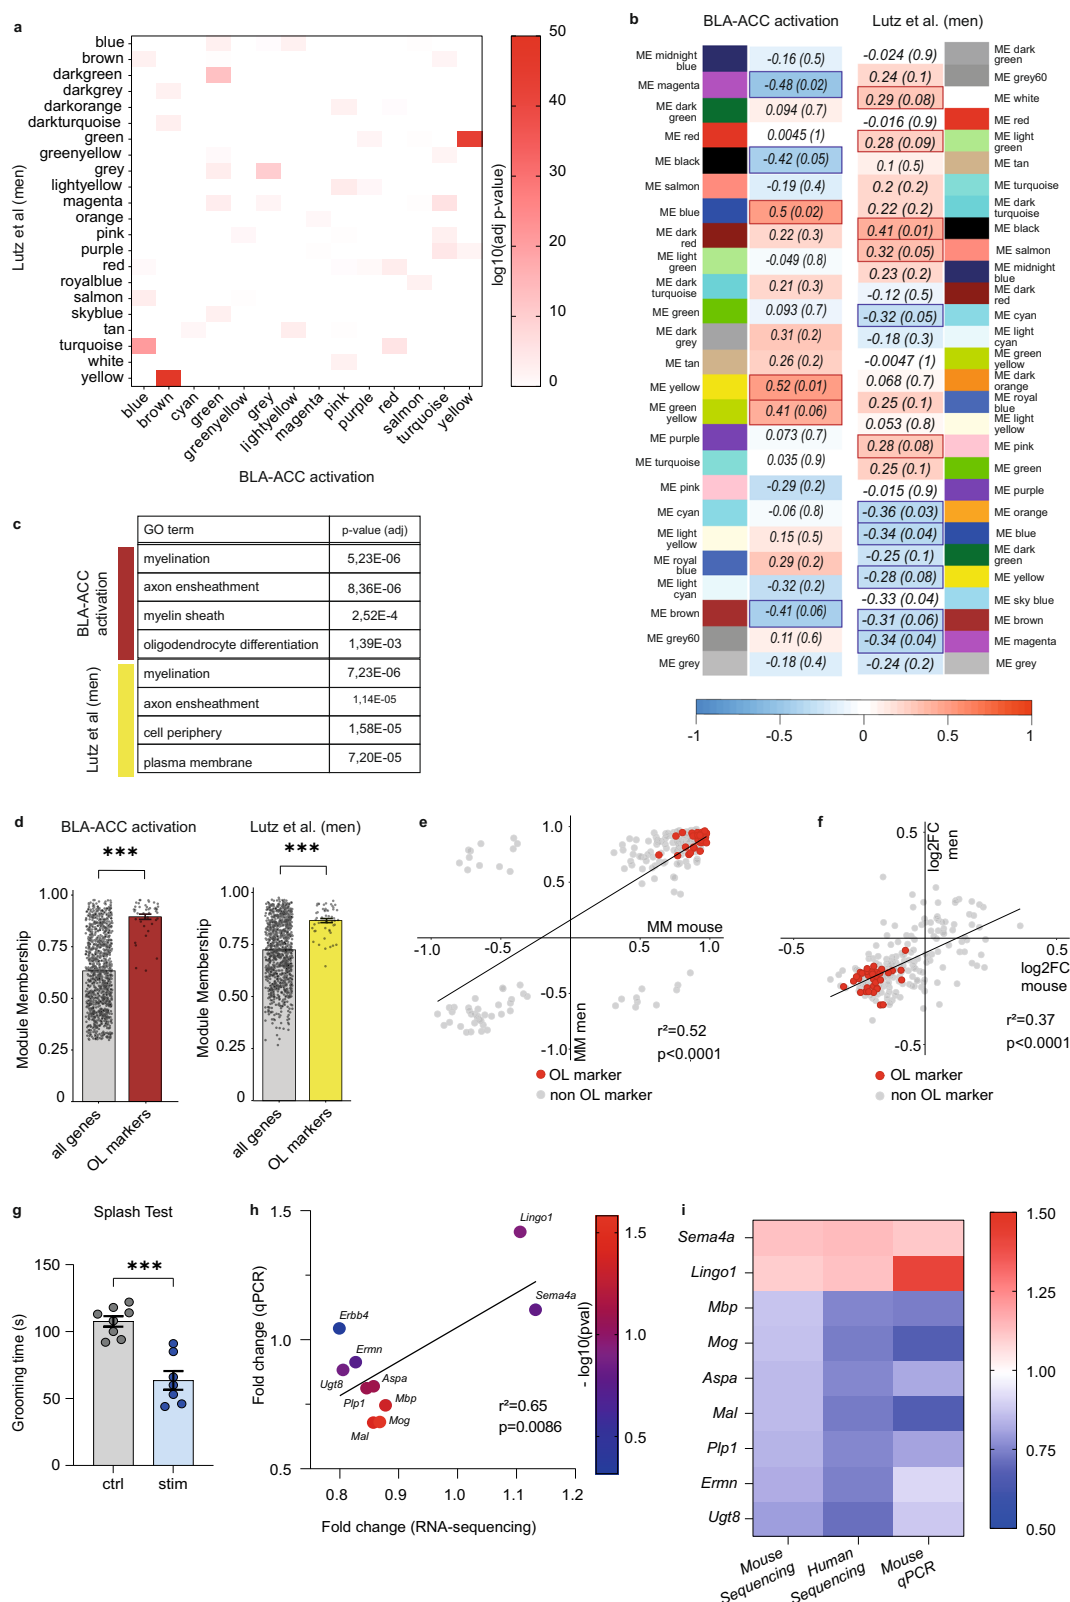 a
Lutz et al (men)
blue
brown
darkgreen
darkgrey
darkorange
darkturquoise
green
greenyellow
grey
lightyellow
magenta
orange
pink
purple
red
royalblue
salmon
skyblue
tan
turquoise
white
yellow
blue
brown
cyan
green
greenyellow
grey
lightyellow
magenta
pink
purple
red
salmon
turquoise
yellow
BLA-ACC activation
50
40
30
20
10
0
log10(adj p-value)
b
BLA-ACC activation
Lutz et al. (men)
ME midnight
blue
-0.16 (0.5)
ME magenta
-0.48 (0.02)
ME dark
green
0.094 (0.7)
ME red
0.0045 (1)
ME black
-0.42 (0.05)
ME salmon
-0.19 (0.4)
ME blue
0.5 (0.02)
ME dark
red
0.22 (0.3)
ME light
green
-0.049 (0.8)
ME dark
turquoise
0.21 (0.3)
ME green
0.093 (0.7)
ME dark
grey
0.31 (0.2)
ME tan
0.26 (0.2)
ME yellow
0.52 (0.01)
ME green
yellow
0.41 (0.06)
ME purple
0.073 (0.7)
ME turquoise
0.035 (0.9)
ME pink
-0.29 (0.2)
ME cyan
-0.06 (0.8)
ME light
yellow
0.15 (0.5)
ME royal
blue
0.29 (0.2)
ME light
cyan
-0.32 (0.2)
ME brown
-0.41 (0.06)
ME grey60
0.11 (0.6)
ME grey
-0.18 (0.4)
-0.024 (0.9)
ME dark
green
0.24 (0.1)
ME grey60
0.29 (0.08)
ME white
-0.016 (0.9)
ME red
0.28 (0.09)
ME light
green
0.1 (0.5)
ME tan
0.2 (0.2)
ME turquoise
0.22 (0.2)
ME dark
turquoise
0.41 (0.01)
ME black
0.32 (0.05)
ME salmon
0.23 (0.2)
ME midnight
blue
-0.12 (0.5)
ME dark
red
-0.32 (0.05)
ME cyan
-0.18 (0.3)
ME light
cyan
-0.0047 (1)
ME green
yellow
0.068 (0.7)
ME dark
orange
0.25 (0.1)
ME royal
blue
0.053 (0.8)
ME light
yellow
0.28 (0.08)
ME pink
0.25 (0.1)
ME green
-0.015 (0.9)
ME purple
-0.36 (0.03)
ME orange
-0.34 (0.04)
ME blue
-0.25 (0.1)
ME dark
green
-0.28 (0.08)
ME yellow
-0.33 (0.04)
ME sky blue
-0.31 (0.06)
ME brown
-0.34 (0.04)
ME magenta
-0.24 (0.2)
ME grey
-1
-0.5
0
0.5
1
c
GO term
p-value (adj)
BLA-ACC
activation
myelination
5,23E-06
axon ensheathment
8,36E-06
myelin sheath
2,52E-4
oligodendrocyte differentiation
1,39E-03
Lutz et al (men)
myelination
7,23E-06
axon ensheathment
1,14E-05
cell periphery
1,58E-05
plasma membrane
7,20E-05
d
BLA-ACC activation
***
Module Membership
1.00
0.75
0.50
0.25
0
all genes
OL markers
Lutz et al. (men)
***
Module Membership
1.00
0.75
0.50
0.25
0
all genes
OL markers
e
1.0
0.5
MM mouse
-1.0
-0.5
0.5
1.0
-0.5
-1.0
MM men
r²=0.52
p<0.0001
OL marker
non OL marker
f
0.5
log2FC
men
-0.5
0.5
log2FC
mouse
-0.5
r²=0.37
p<0.0001
OL marker
non OL marker
g
Splash Test
***
Grooming time (s)
150
100
50
0
ctrl
stim
h
Fold change (qPCR)
1.5
1.0
0.5
Lingo1
Sema4a
Erbb4
Ermn
Ugt8
Aspa
Plp1
Mbp
Mog
Mal
r²=0.65
p=0.0086
0.8
0.9
1.0
1.1
1.2
Fold change (RNA-sequencing)
- log10(pval)
1.5
1.0
0.5
i
Sema4a
Lingo1
Mbp
Mog
Aspa
Mal
Plp1
Ermn
Ugt8
Mouse
Sequencing
Human
Sequencing
Mouse
qPCR
1.50
1.25
1.00
0.75
0.50